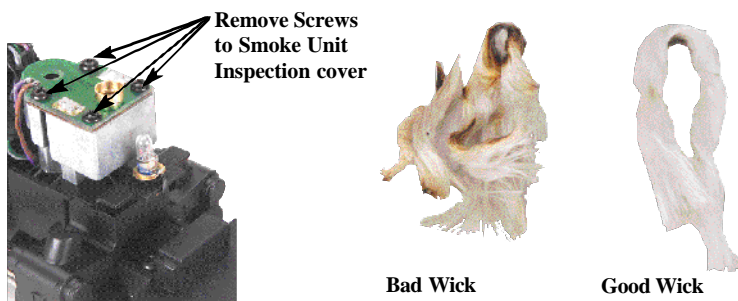 Remove Screws
to Smoke Unit
Inspection cover
Bad Wick
Good Wick